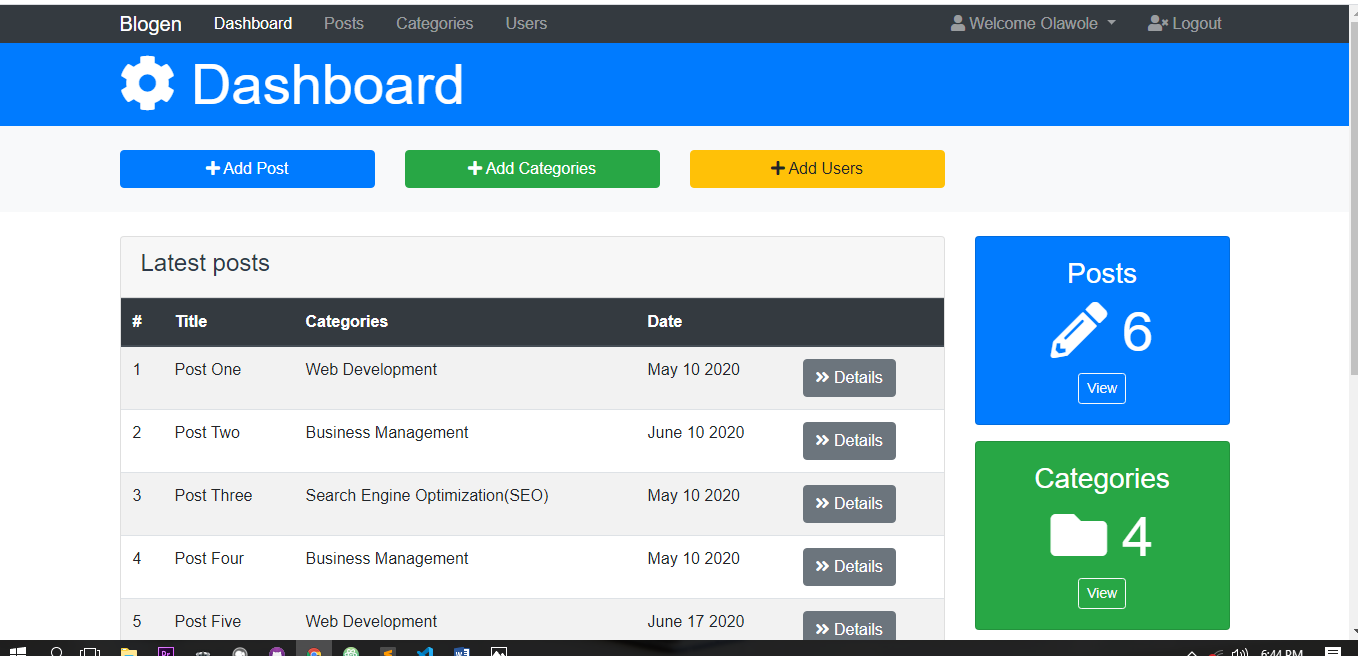 Blogen Dashboard Posts Categories Users Welcome Olawole Logout
Dashboard
Add Post Add Categories Add Users
Latest posts
# Title Categories Date
1 Post One Web Development May 10 2020 Details
2 Post Two Business Management June 10 2020 Details
3 Post Three Search Engine Optimization(SEO) May 10 2020 Details
4 Post Four Business Management May 10 2020 Details
5 Post Five Web Development June 17 2020 Details
Posts
6
View
Categories
4
View
Pr
6:44 PM